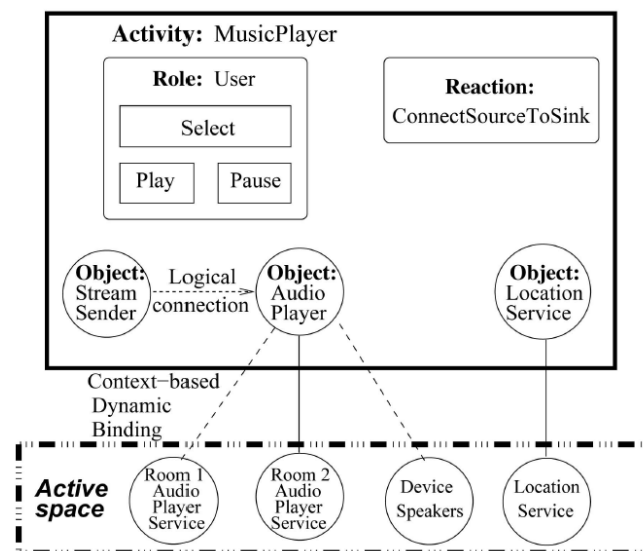 Activity: MusicPlayer
Role: User
Select
Play
Pause
Reaction:
ConnectSourceToSink
Object:
Stream
Sender
Logical
connection
Object:
Audio
Player
Object:
Location
Service
Context-based
Dynamic
Binding
Active
space
Room 1
Audio
Player
Service
Room 2
Audio
Player
Service
Device
Speakers
Location
Service